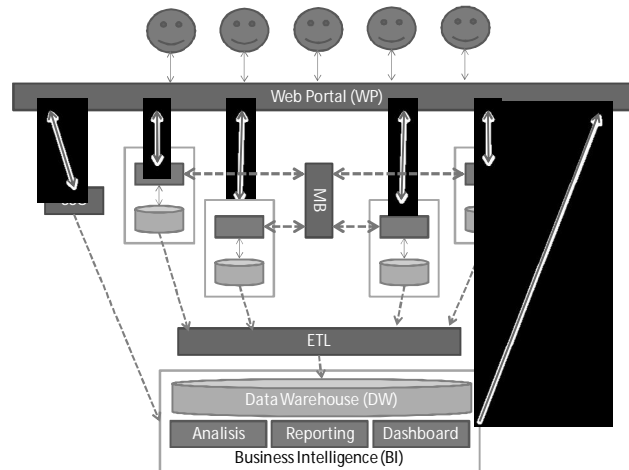 Web Portal (WP)
MB
ETL
Data Warehouse (DW)
Analisis
Reporting
Dashboard
Business Intelligence (BI)